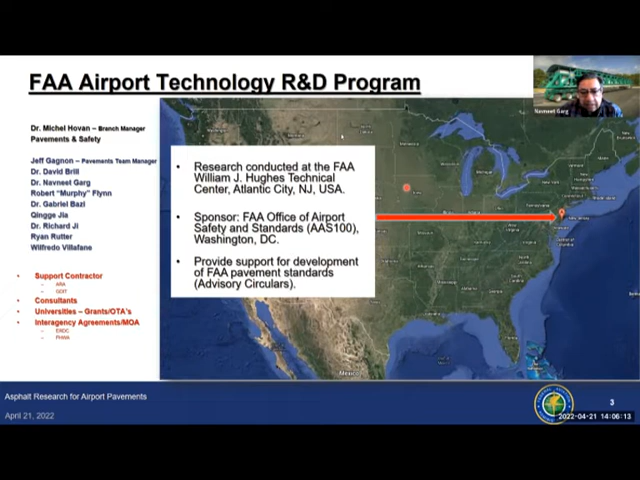 FAA Airport Technology R&D Program
Navneet Garg
Dr. Michel Hovan – Branch Manager
Pavements & Safety
Jeff Gagnon – Pavements Team Manager
Dr. David Brill
Dr. Navneet Garg
Robert "Murphy" Flynn
Dr. Gabriel Bazi
Qingge Jia
Dr. Richard Ji
Ryan Rutter
Wilfredo Villafane
• Support Contractor
– ARA
– GDIT
• Consultants
• Universities – Grants/OTA's
• Interagency Agreements/MOA
– ERDC
– FHWA
• Research conducted at the FAA
William J. Hughes Technical
Center, Atlantic City, NJ, USA.
• Sponsor: FAA Office of Airport
Safety and Standards (AAS100),
Washington, DC.
• Provide support for development
of FAA pavement standards
(Advisory Circulars).
Mexico
Asphalt Research for Airport Pavements
April 21, 2022
3
2022-04-21 14:06:13